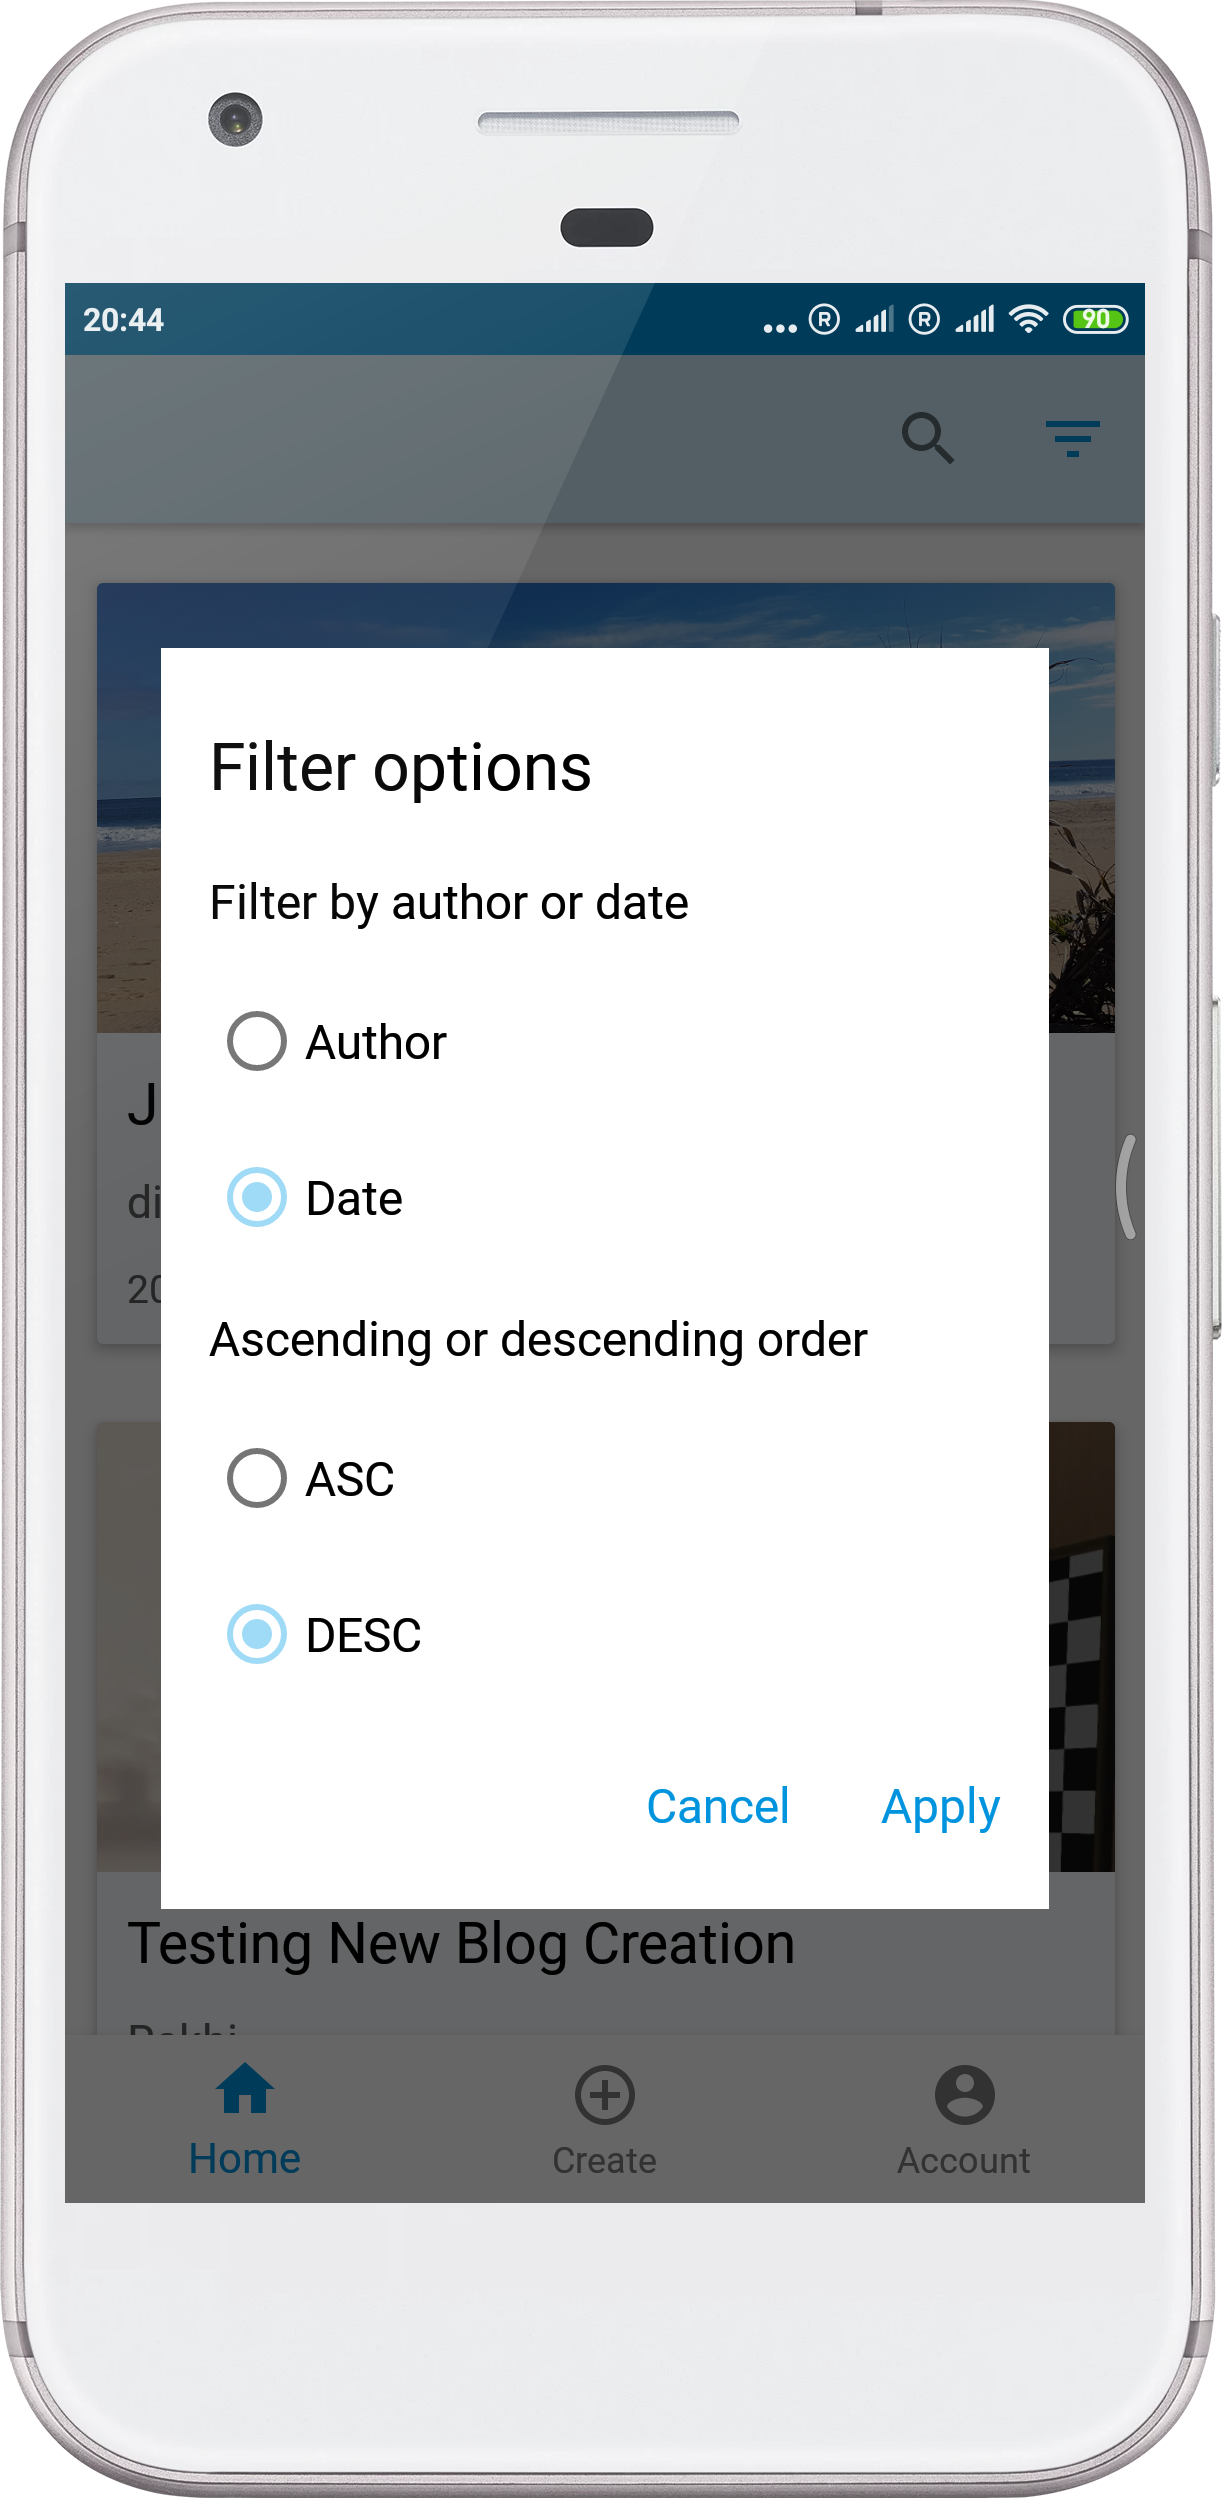 20:44
R R 90
Filter options
Filter by author or date
Author
J
Date
di
20
Ascending or descending order
ASC
DESC
Cancel Apply
Testing New Blog Creation
Home Create Account